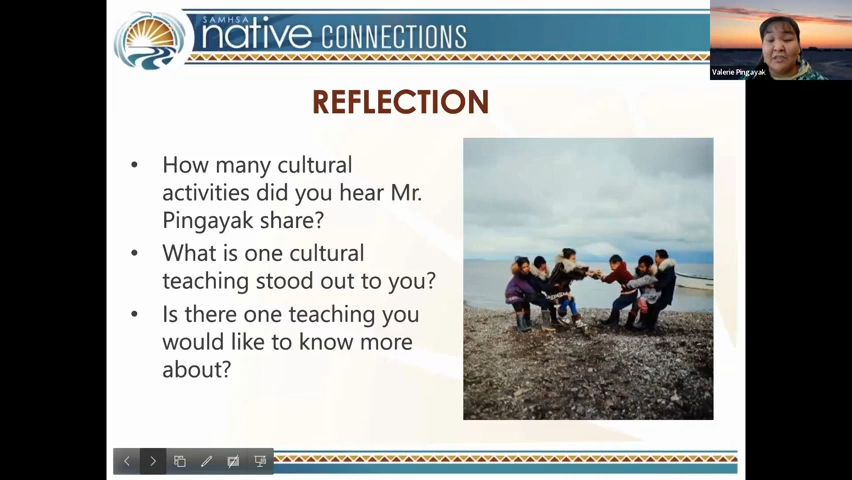 SAMHSA
native CONNECTIONS
Valerie Pingayak
REFLECTION
• How many cultural
activities did you hear Mr.
Pingayak share?
• What is one cultural
teaching stood out to you?
• Is there one teaching you
would like to know more
about?